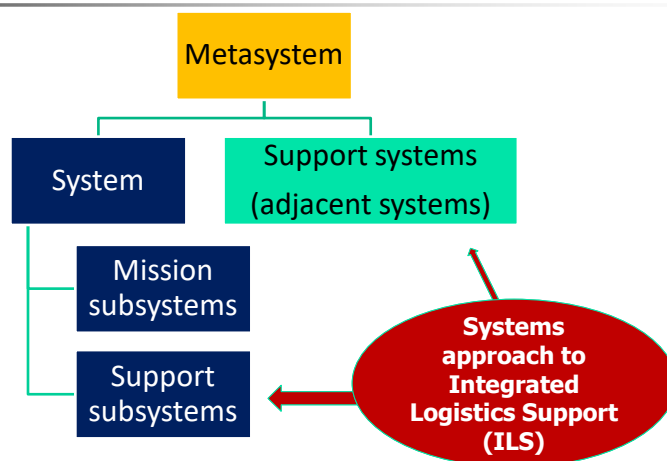 Metasystem
System
Support systems
(adjacent systems)
Mission
subsystems
Support
subsystems
Systems
approach to
Integrated
Logistics Support
(ILS)